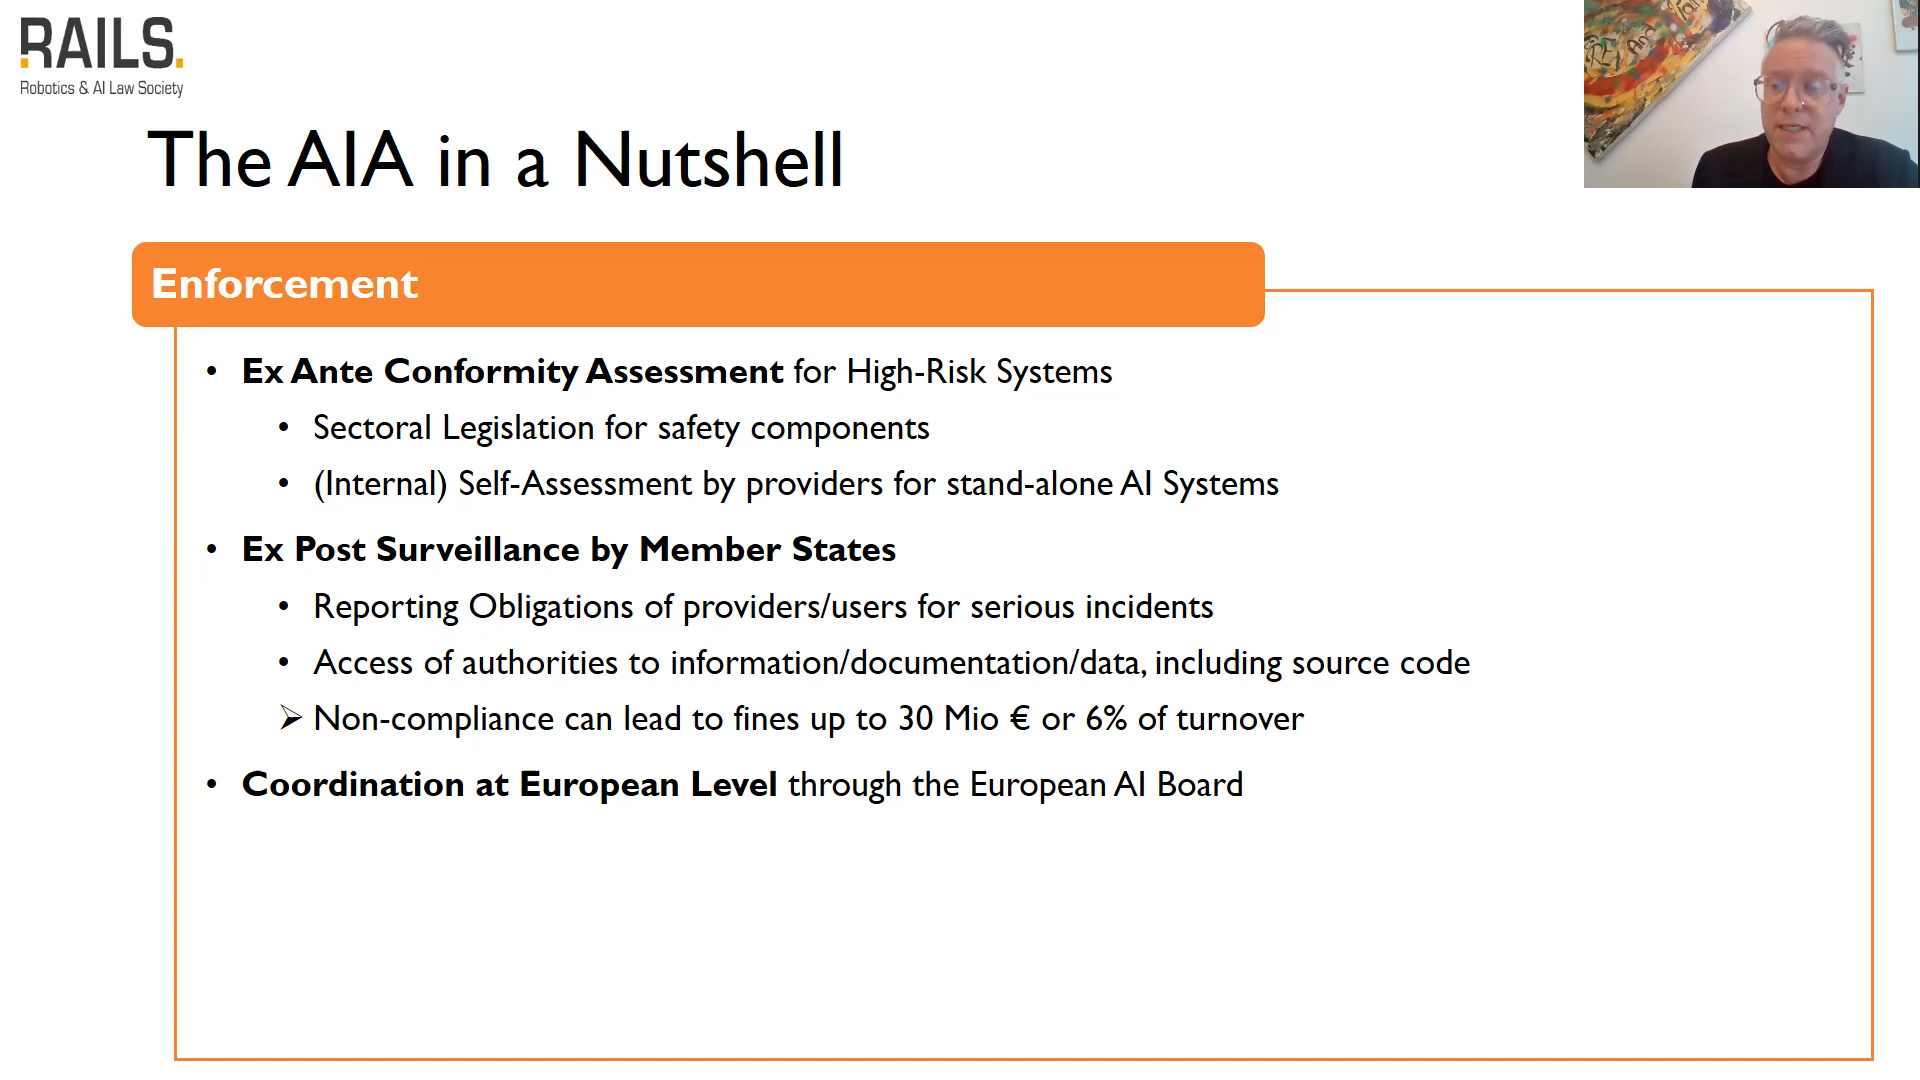 RAILS.
Robotics & AI Law Society
The AIA in a Nutshell
Enforcement
• Ex Ante Conformity Assessment for High-Risk Systems
• Sectoral Legislation for safety components
• (Internal) Self-Assessment by providers for stand-alone AI Systems
• Ex Post Surveillance by Member States
• Reporting Obligations of providers/users for serious incidents
• Access of authorities to information/documentation/data, including source code
➢ Non-compliance can lead to fines up to 30 Mio € or 6% of turnover
• Coordination at European Level through the European AI Board
And